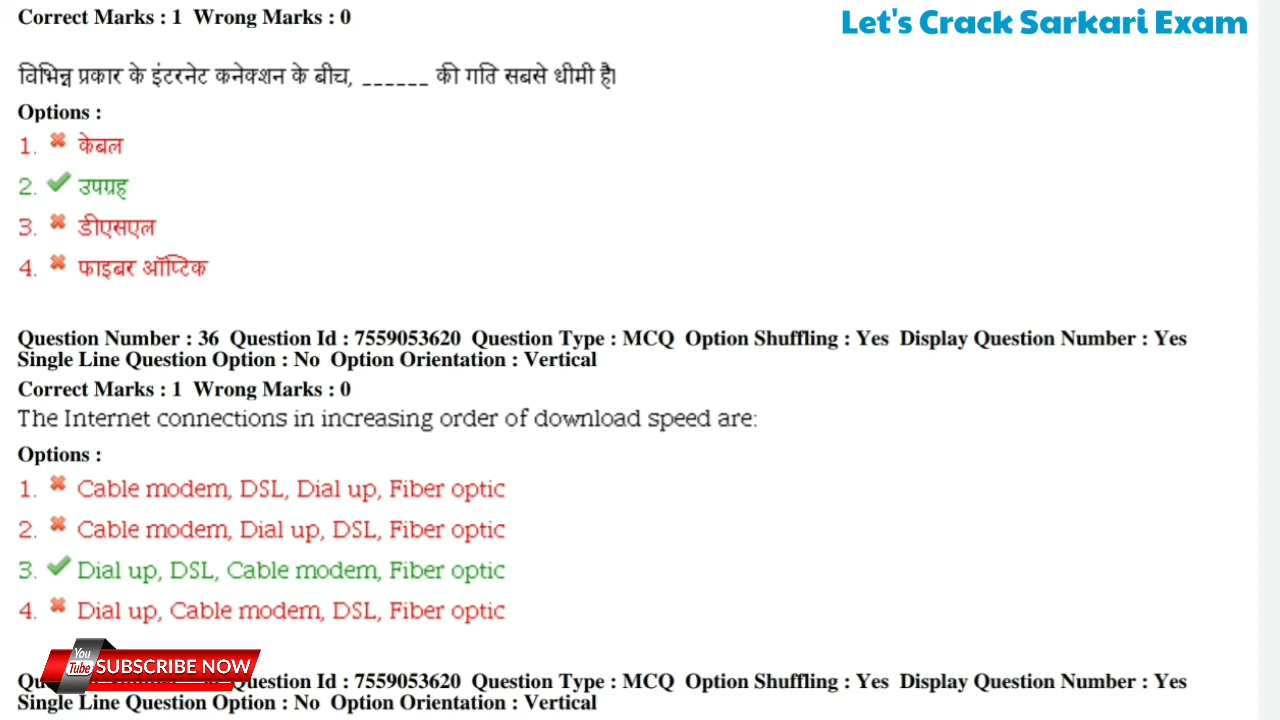 Correct Marks : 1 Wrong Marks : 0
Let's Crack Sarkari Exam
विभिन्न प्रकार के इंटरनेट कनेक्शन के बीच, ______ की गति सबसे धीमी है।
Options :
1. केबल
2. उपग्रह
3. डीएसएल
4. फाइबर ऑप्टिक
Question Number : 36 Question Id : 7559053620 Question Type : MCQ Option Shuffling : Yes Display Question Number : Yes
Single Line Question Option : No Option Orientation : Vertical
Correct Marks : 1 Wrong Marks : 0
The Internet connections in increasing order of download speed are:
Options :
1. Cable modem, DSL, Dial up, Fiber optic
2. Cable modem, Dial up, DSL, Fiber optic
3. Dial up, DSL, Cable modem, Fiber optic
4. Dial up, Cable modem, DSL, Fiber optic
You
Tube SUBSCRIBE NOW
Question Id : 7559053620 Question Type : MCQ Option Shuffling : Yes Display Question Number : Yes
Single Line Question Option : No Option Orientation : Vertical